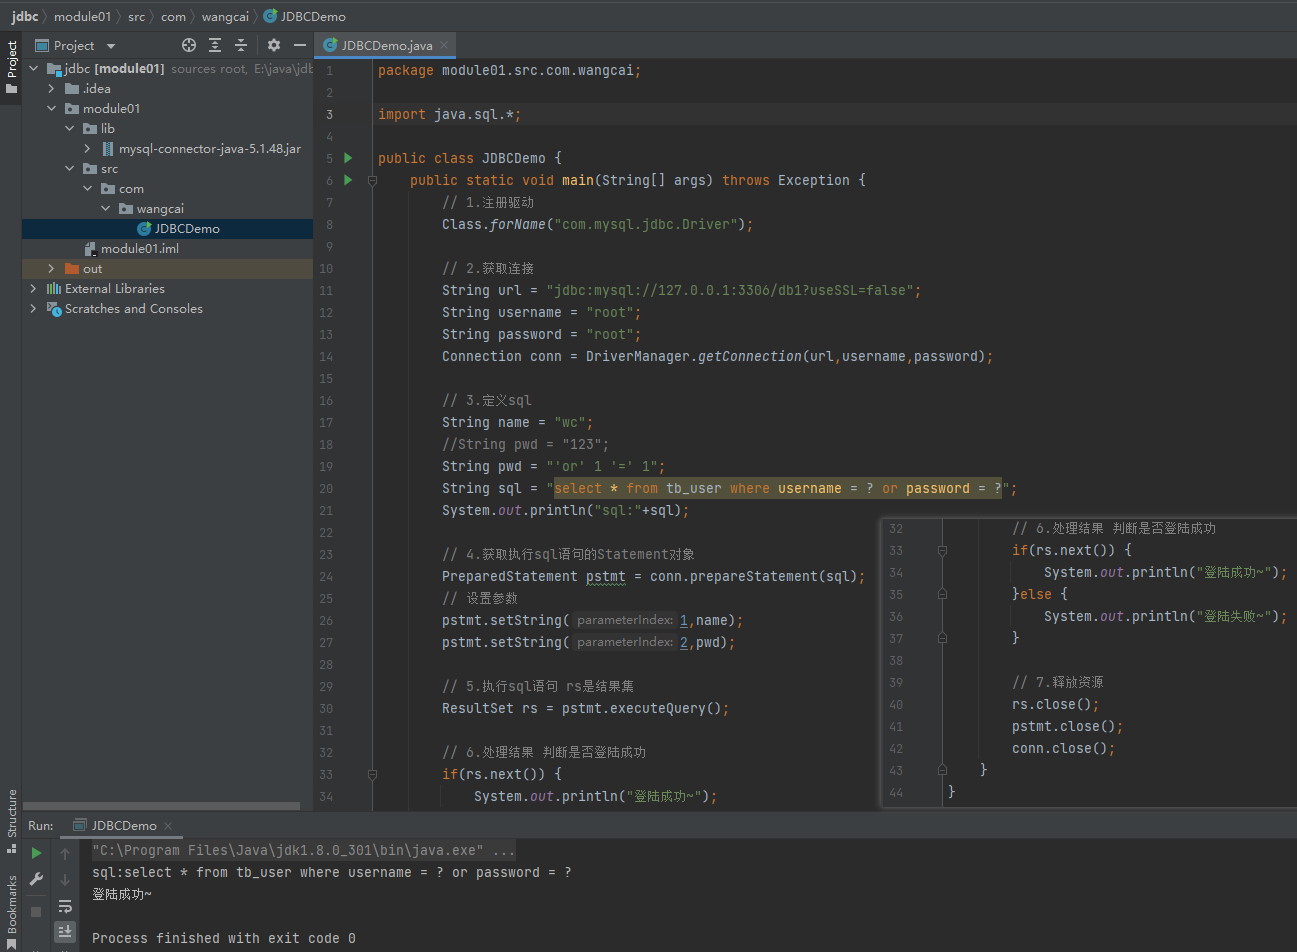 jdbc module01 src com wangcai JDBCDemo
Project
Project
JDBCDemo.java
jdbc [module01] sources root, E:\java\jdb
.idea
module01
lib
mysql-connector-java-5.1.48.jar
src
com
wangcai
JDBCDemo
module01.iml
out
External Libraries
Scratches and Consoles
1 package module01.src.com.wangcai;
2
3 import java.sql.*;
4
5 public class JDBCDemo {
6 public static void main(String[] args) throws Exception {
7 // 1.注册驱动
8 Class.forName("com.mysql.jdbc.Driver");
9
10 // 2.获取连接
11 String url = "jdbc:mysql://127.0.0.1:3306/db1?useSSL=false";
12 String username = "root";
13 String password = "root";
14 Connection conn = DriverManager.getConnection(url,username,password);
15
16 // 3.定义sql
17 String name = "wc";
18 //String pwd = "123";
19 String pwd = "'or' 1 '=' 1";
20 String sql = "select * from tb_user where username = ? or password = ?";
21 System.out.println("sql:"+sql);
22
23 // 4.获取执行sql语句的Statement对象
24 PreparedStatement pstmt = conn.prepareStatement(sql);
25 // 设置参数
26 pstmt.setString( parameterIndex: 1,name);
27 pstmt.setString( parameterIndex: 2,pwd);
28
29 // 5.执行sql语句 rs是结果集
30 ResultSet rs = pstmt.executeQuery();
31
32 // 6.处理结果 判断是否登陆成功
33 if(rs.next()) {
34 System.out.println("登陆成功~");
32 // 6.处理结果 判断是否登陆成功
33 if(rs.next()) {
34 System.out.println("登陆成功~");
35 }else {
36 System.out.println("登陆失败~");
37 }
38
39 // 7.释放资源
40 rs.close();
41 pstmt.close();
42 conn.close();
43 }
44 }
Structure
Bookmarks
Run: JDBCDemo
"C:\Program Files\Java\jdk1.8.0_301\bin\java.exe" ...
sql:select * from tb_user where username = ? or password = ?
登陆成功~
Process finished with exit code 0